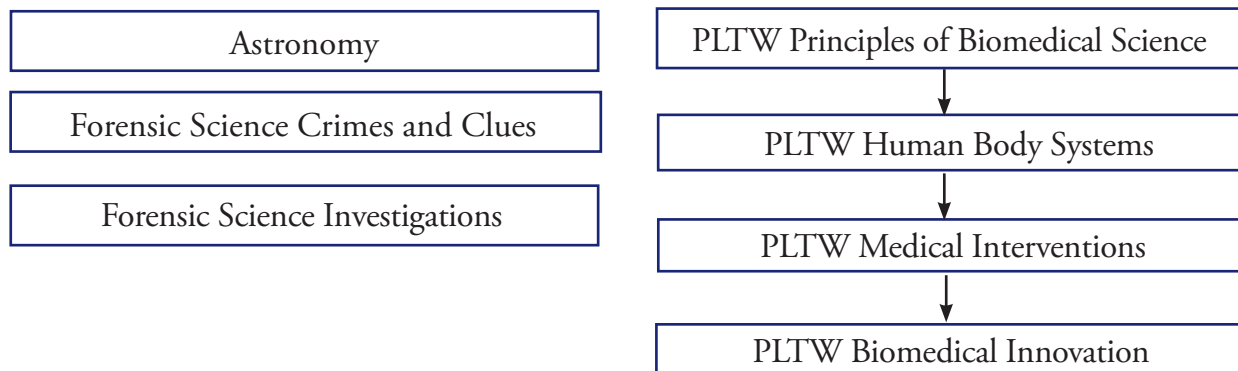 Astronomy
Forensic Science Crimes and Clues
Forensic Science Investigations
PLTW Principles of Biomedical Science
PLTW Human Body Systems
PLTW Medical Interventions
PLTW Biomedical Innovation